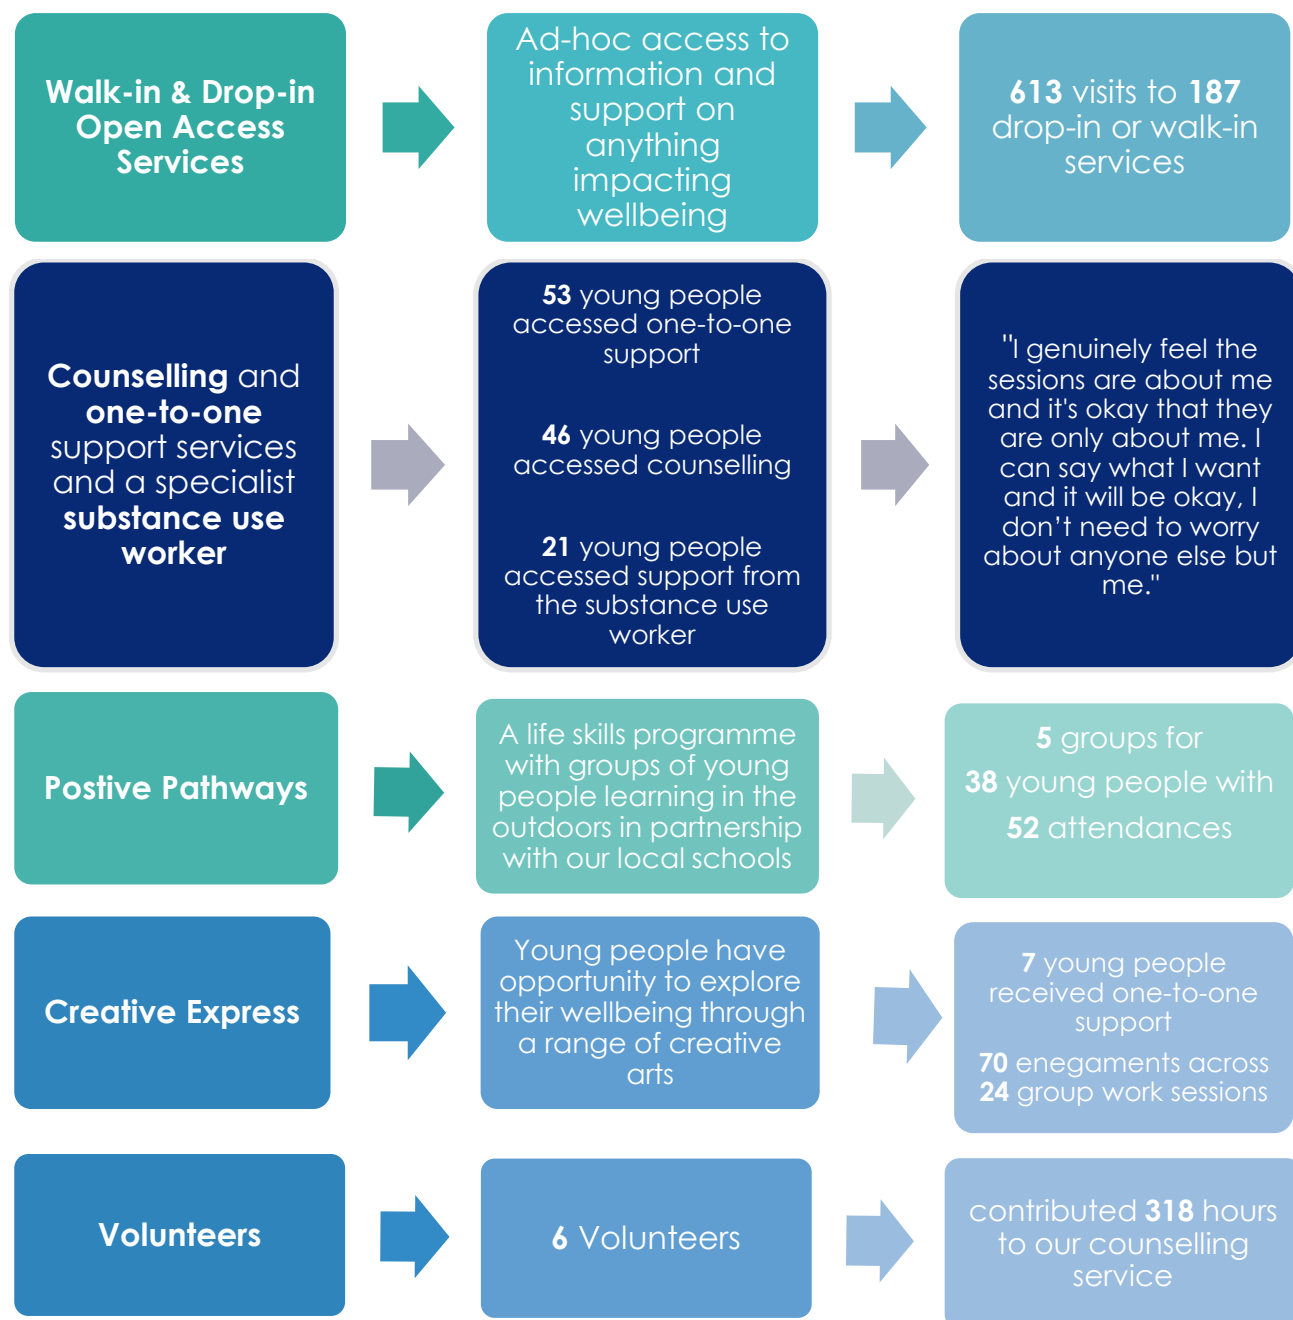 Walk-in & Drop-in
Open Access
Services
Ad-hoc access to
information and
support on
anything
impacting
wellbeing
613 visits to 187
drop-in or walk-in
services
Counselling and
one-to-one
support services
and a specialist
substance use
worker
53 young people
accessed one-to-one
support
46 young people
accessed counselling
21 young people
accessed support from
the substance use
worker
"I genuinely feel the
sessions are about me
and it's okay that they
are only about me. I
can say what I want
and it will be okay, I
don’t need to worry
about anyone else but
me."
Postive Pathways
A life skills programme
with groups of young
people learning in the
outdoors in partnership
with our local schools
5 groups for
38 young people with
52 attendances
Creative Express
Young people have
opportunity to explore
their wellbeing through
a range of creative
arts
7 young people
received one-to-one
support
70 enegaments across
24 group work sessions
Volunteers
6 Volunteers
contributed 318 hours
to our counselling
service